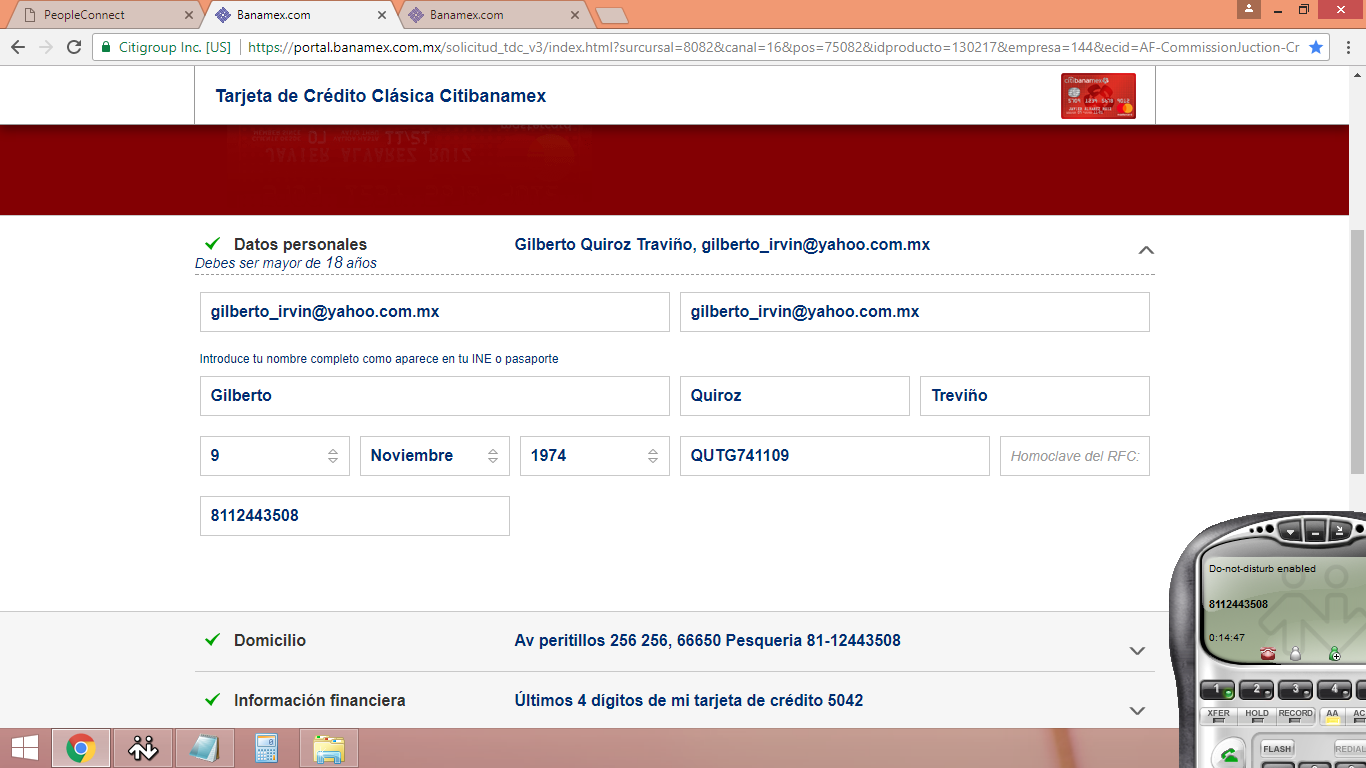 PeopleConnect
Banamex.com
Banamex.com
Citigroup Inc. [US]
https://portal.banamex.com.mx/solicitud_tdc_v3/index.html?surcursal=8082&canal=16&pos=75082&idproducto=130217&empresa=144&ecid=AF-CommissionJuction-Cr
Tarjeta de Crédito Clásica Citibanamex
citibanamex
JAVIER ALVAREZ RUIZ
Datos personales
Gilberto Quiroz Traviño, gilberto_irvin@yahoo.com.mx
Debes ser mayor de 18 años
gilberto_irvin@yahoo.com.mx
gilberto_irvin@yahoo.com.mx
Introduce tu nombre completo como aparece en tu INE o pasaporte
Gilberto
Quiroz
Treviño
9
Noviembre
1974
QUTG741109
Homoclave del RFC:
8112443508
Domicilio
Av peritillos 256 256, 66650 Pesqueria 81-12443508
Información financiera
Últimos 4 dígitos de mi tarjeta de crédito 5042
Do-not-disturb enabled
8112443508
0:14:47
1
2
3
4
XFER
HOLD
RECORD
AA
AC
FLASH
REDIAL